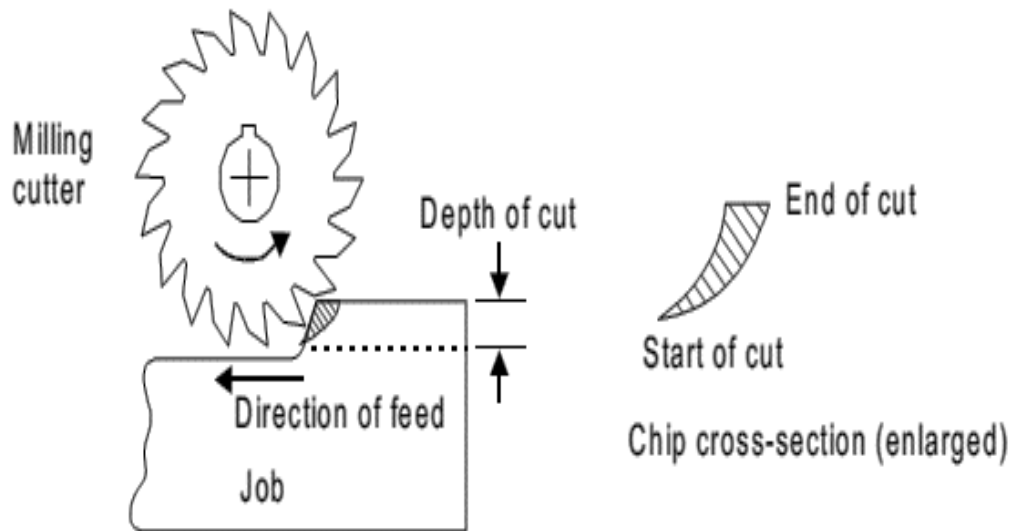 Milling
cutter
Depth of cut
End of cut
Start of cut
Direction of feed
Chip cross-section (enlarged)
Job